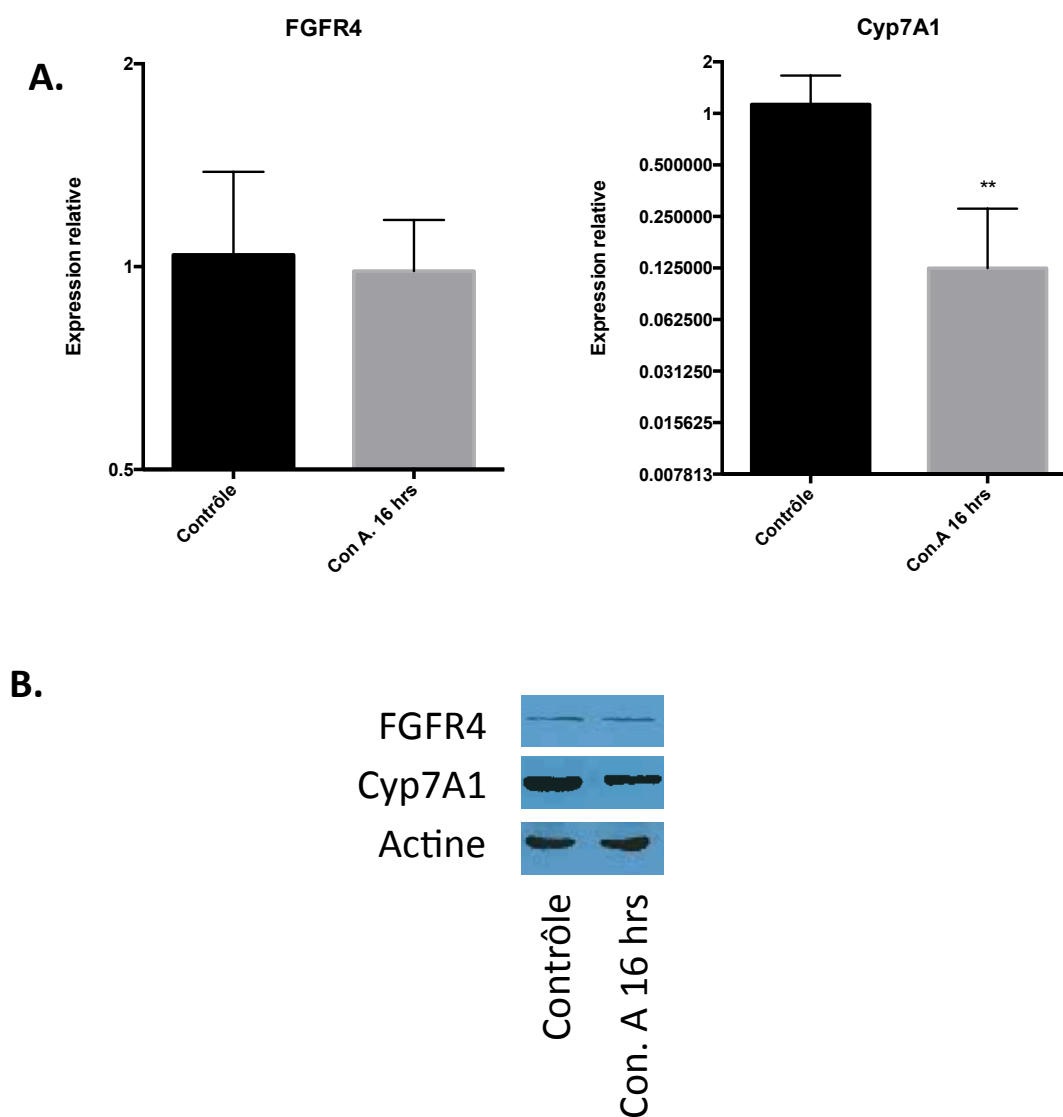 A.
FGFR4
2
1
0.5
Expression relative
Contrôle
Con A. 16 hrs
Cyp7A1
2
1
0.500000
0.250000
0.125000
0.062500
0.031250
0.015625
0.007813
Expression relative
**
Contrôle
Con.A 16 hrs
B.
FGFR4
Cyp7A1
Actine
Contrôle
Con. A 16 hrs